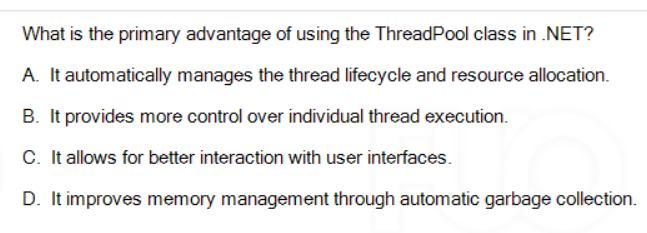 What is the primary advantage of using the ThreadPool class in .NET?
A. It automatically manages the thread lifecycle and resource allocation.
B. It provides more control over individual thread execution.
C. It allows for better interaction with user interfaces.
D. It improves memory management through automatic garbage collection.